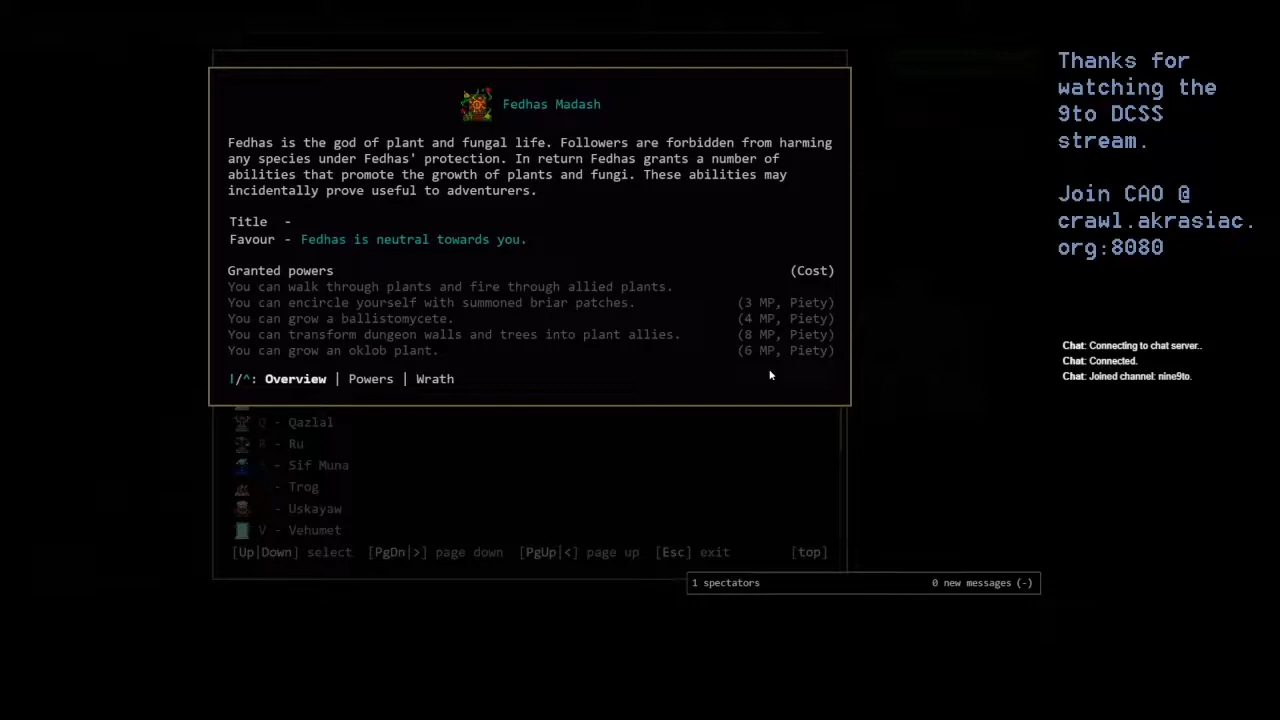 Fedhas Madash
Fedhas is the god of plant and fungal life. Followers are forbidden from harming
any species under Fedhas' protection. In return Fedhas grants a number of
abilities that promote the growth of plants and fungi. These abilities may
incidentally prove useful to adventurers.
Title -
Favour - Fedhas is neutral towards you.
Granted powers (Cost)
You can walk through plants and fire through allied plants.
You can encircle yourself with summoned briar patches. (3 MP, Piety)
You can grow a ballistomycete. (4 MP, Piety)
You can transform dungeon walls and trees into plant allies. (8 MP, Piety)
You can grow an oklob plant. (6 MP, Piety)
!/^: Overview | Powers | Wrath
Q - Qazlal
R - Ru
- Sif Muna
- Trog
- Uskayaw
V - Vehumet
[Up|Down] select [PgDn|>] page down [PgUp|<] page up [Esc] exit [top]
1 spectators 0 new messages (-)
Thanks for
watching the
9to DCSS
stream.
Join CAO @
crawl.akrasiac.
org:8080
Chat: Connecting to chat server..
Chat: Connected.
Chat: Joined channel: nine9to.